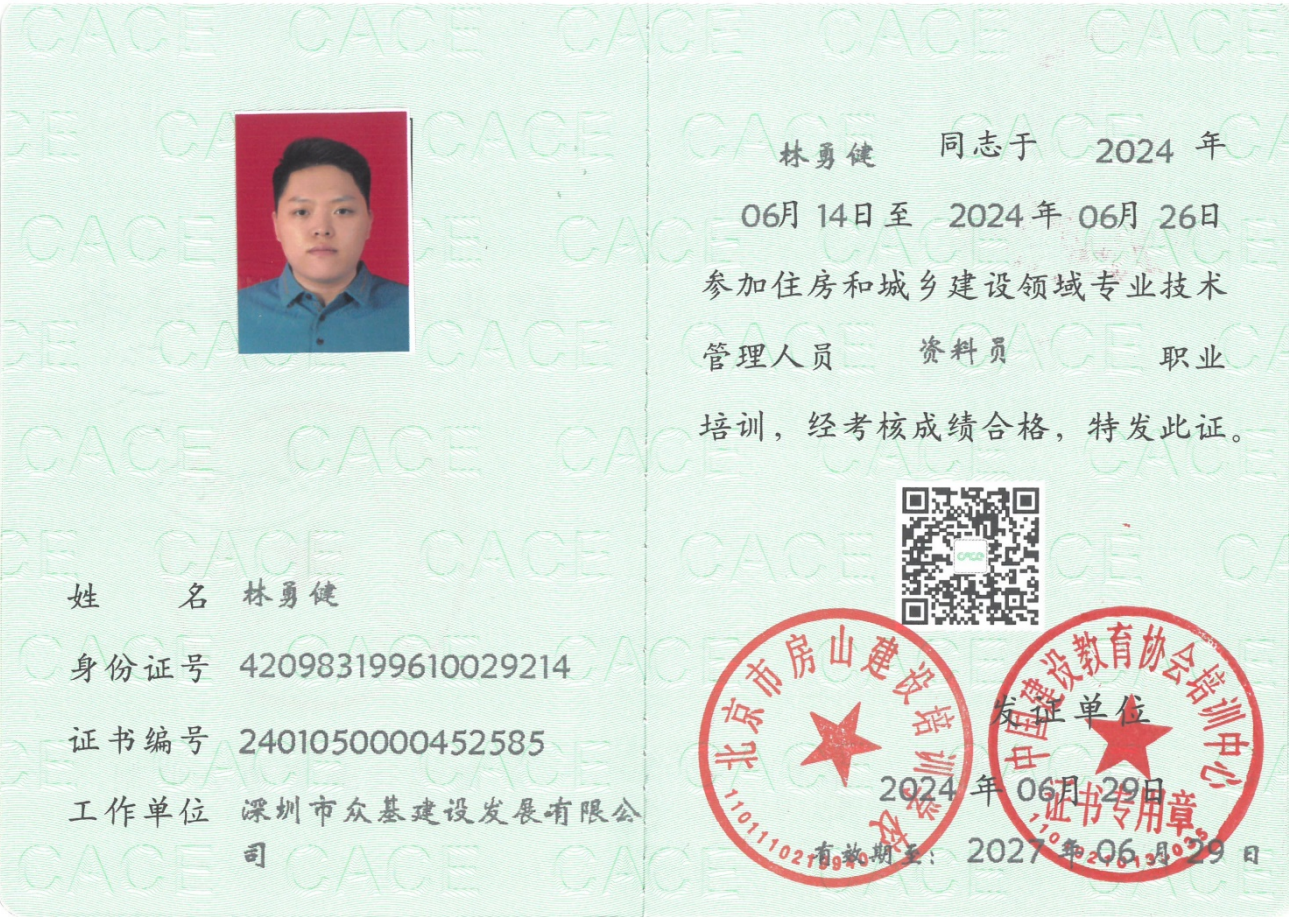 林勇健 同志于 2024 年
06月 14日至 2024年 06月 26日
参加住房和城乡建设领域专业技术
管理人员 资料员 职业
培训，经考核成绩合格，特发此证。
CACE
姓 名 林勇健
身份证号 420983199610029214
证书编号 2401050000452585
工作单位 深圳市众基建设发展有限公
司
北京市房山建设培训学校
中国建设教育协会培训中心
证书专用章
发证单位
2024 年 06月 29日
有效期至： 2027 年 06 月 29 日